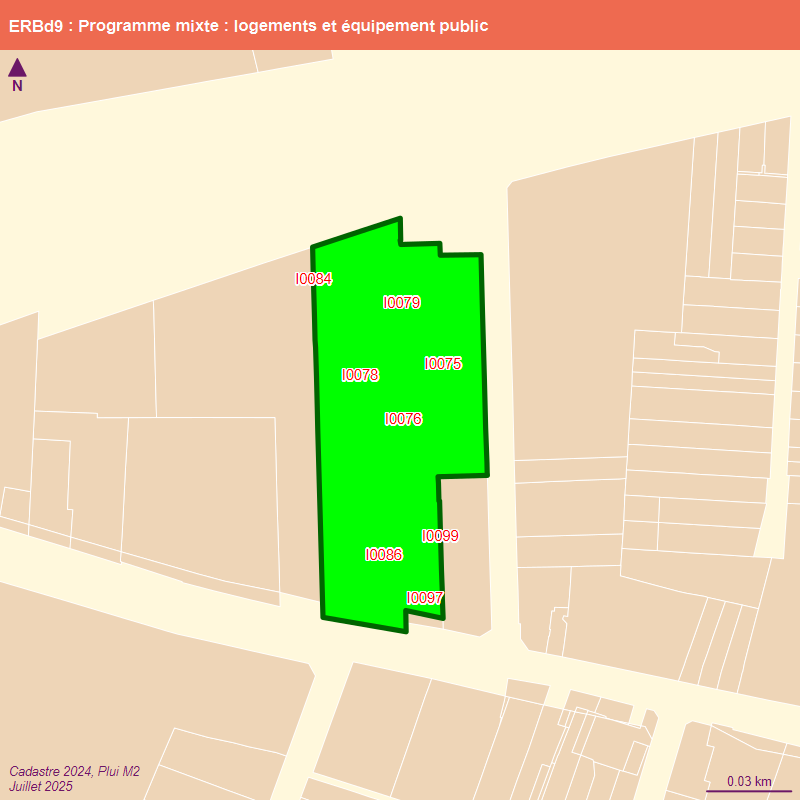 ERBd9 : Programme mixte : logements et équipement public
N
I0084
I0079
I0075
I0078
I0076
I0099
I0086
I0097
Cadastre 2024, Plui M2
Juillet 2025
0.03 km